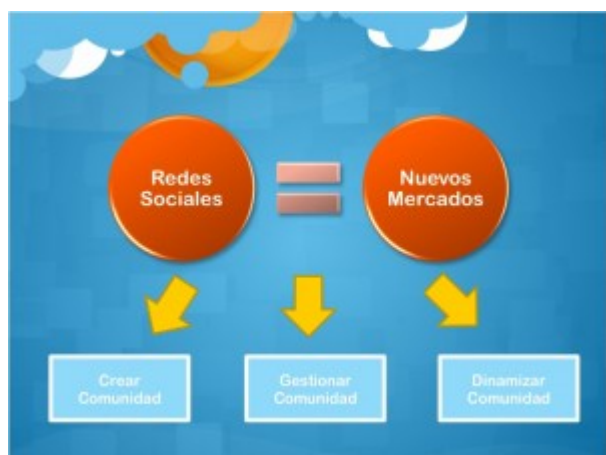 Redes
Sociales
=
Nuevos
Mercados
Crear
Comunidad
Gestionar
Comunidad
Dinamizar
Comunidad